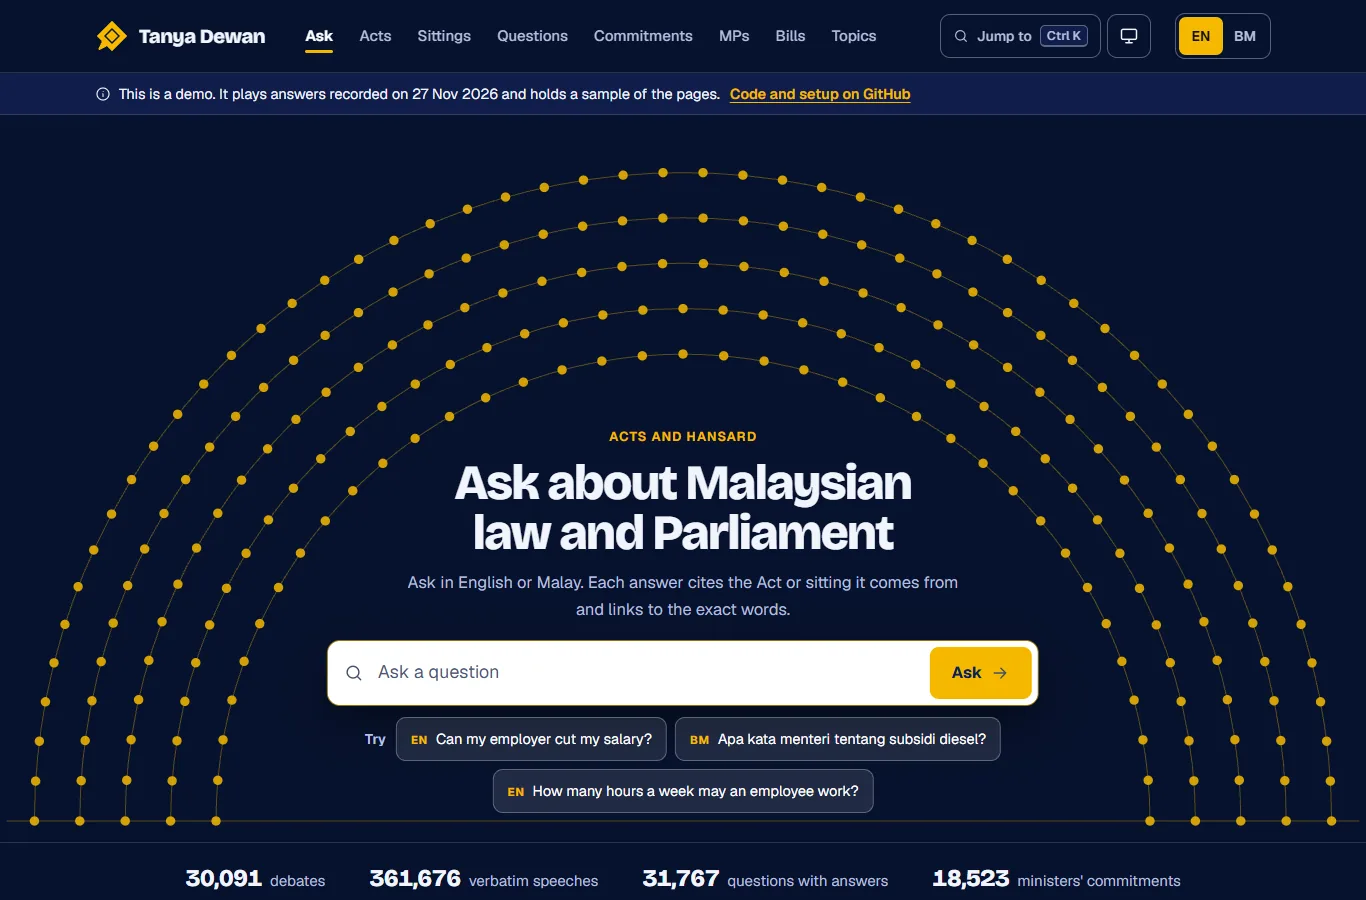 Tanya Dewan
Ask Acts Sittings Questions Commitments MPs Bills Topics
Jump to Ctrl K
EN BM
This is a demo. It plays answers recorded on 27 Nov 2026 and holds a sample of the pages. Code and setup on GitHub
ACTS AND HANSARD
Ask about Malaysian
law and Parliament
Ask in English or Malay. Each answer cites the Act or sitting it comes from
and links to the exact words.
Ask a question
Ask →
Try
EN Can my employer cut my salary?
BM Apa kata menteri tentang subsidi diesel?
EN How many hours a week may an employee work?
30,091 debates
361,676 verbatim speeches
31,767 questions with answers
18,523 ministers' commitments